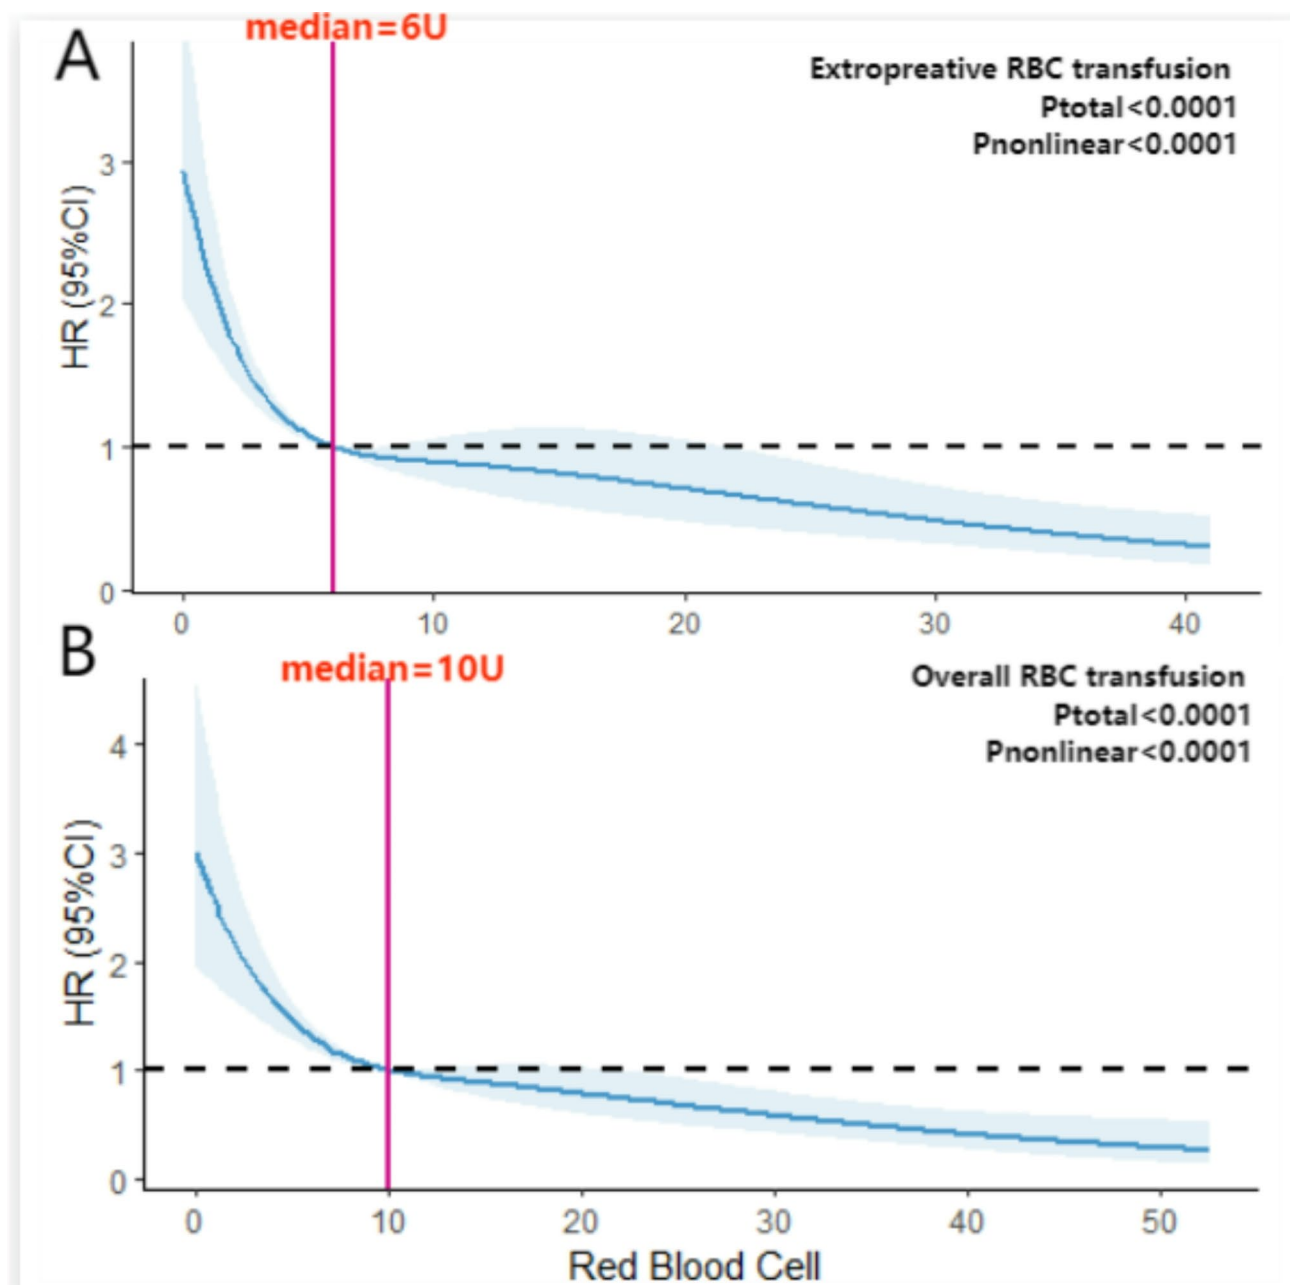 median=6U
A
Extropreative RBC transfusion
Ptotal<0.0001
Pnonlinear<0.0001
HR (95%CI)
3
2
1
0
0 10 20 30 40
B
median=10U
Overall RBC transfusion
Ptotal<0.0001
Pnonlinear<0.0001
HR (95%CI)
4
3
2
1
0
0 10 20 30 40 50
Red Blood Cell